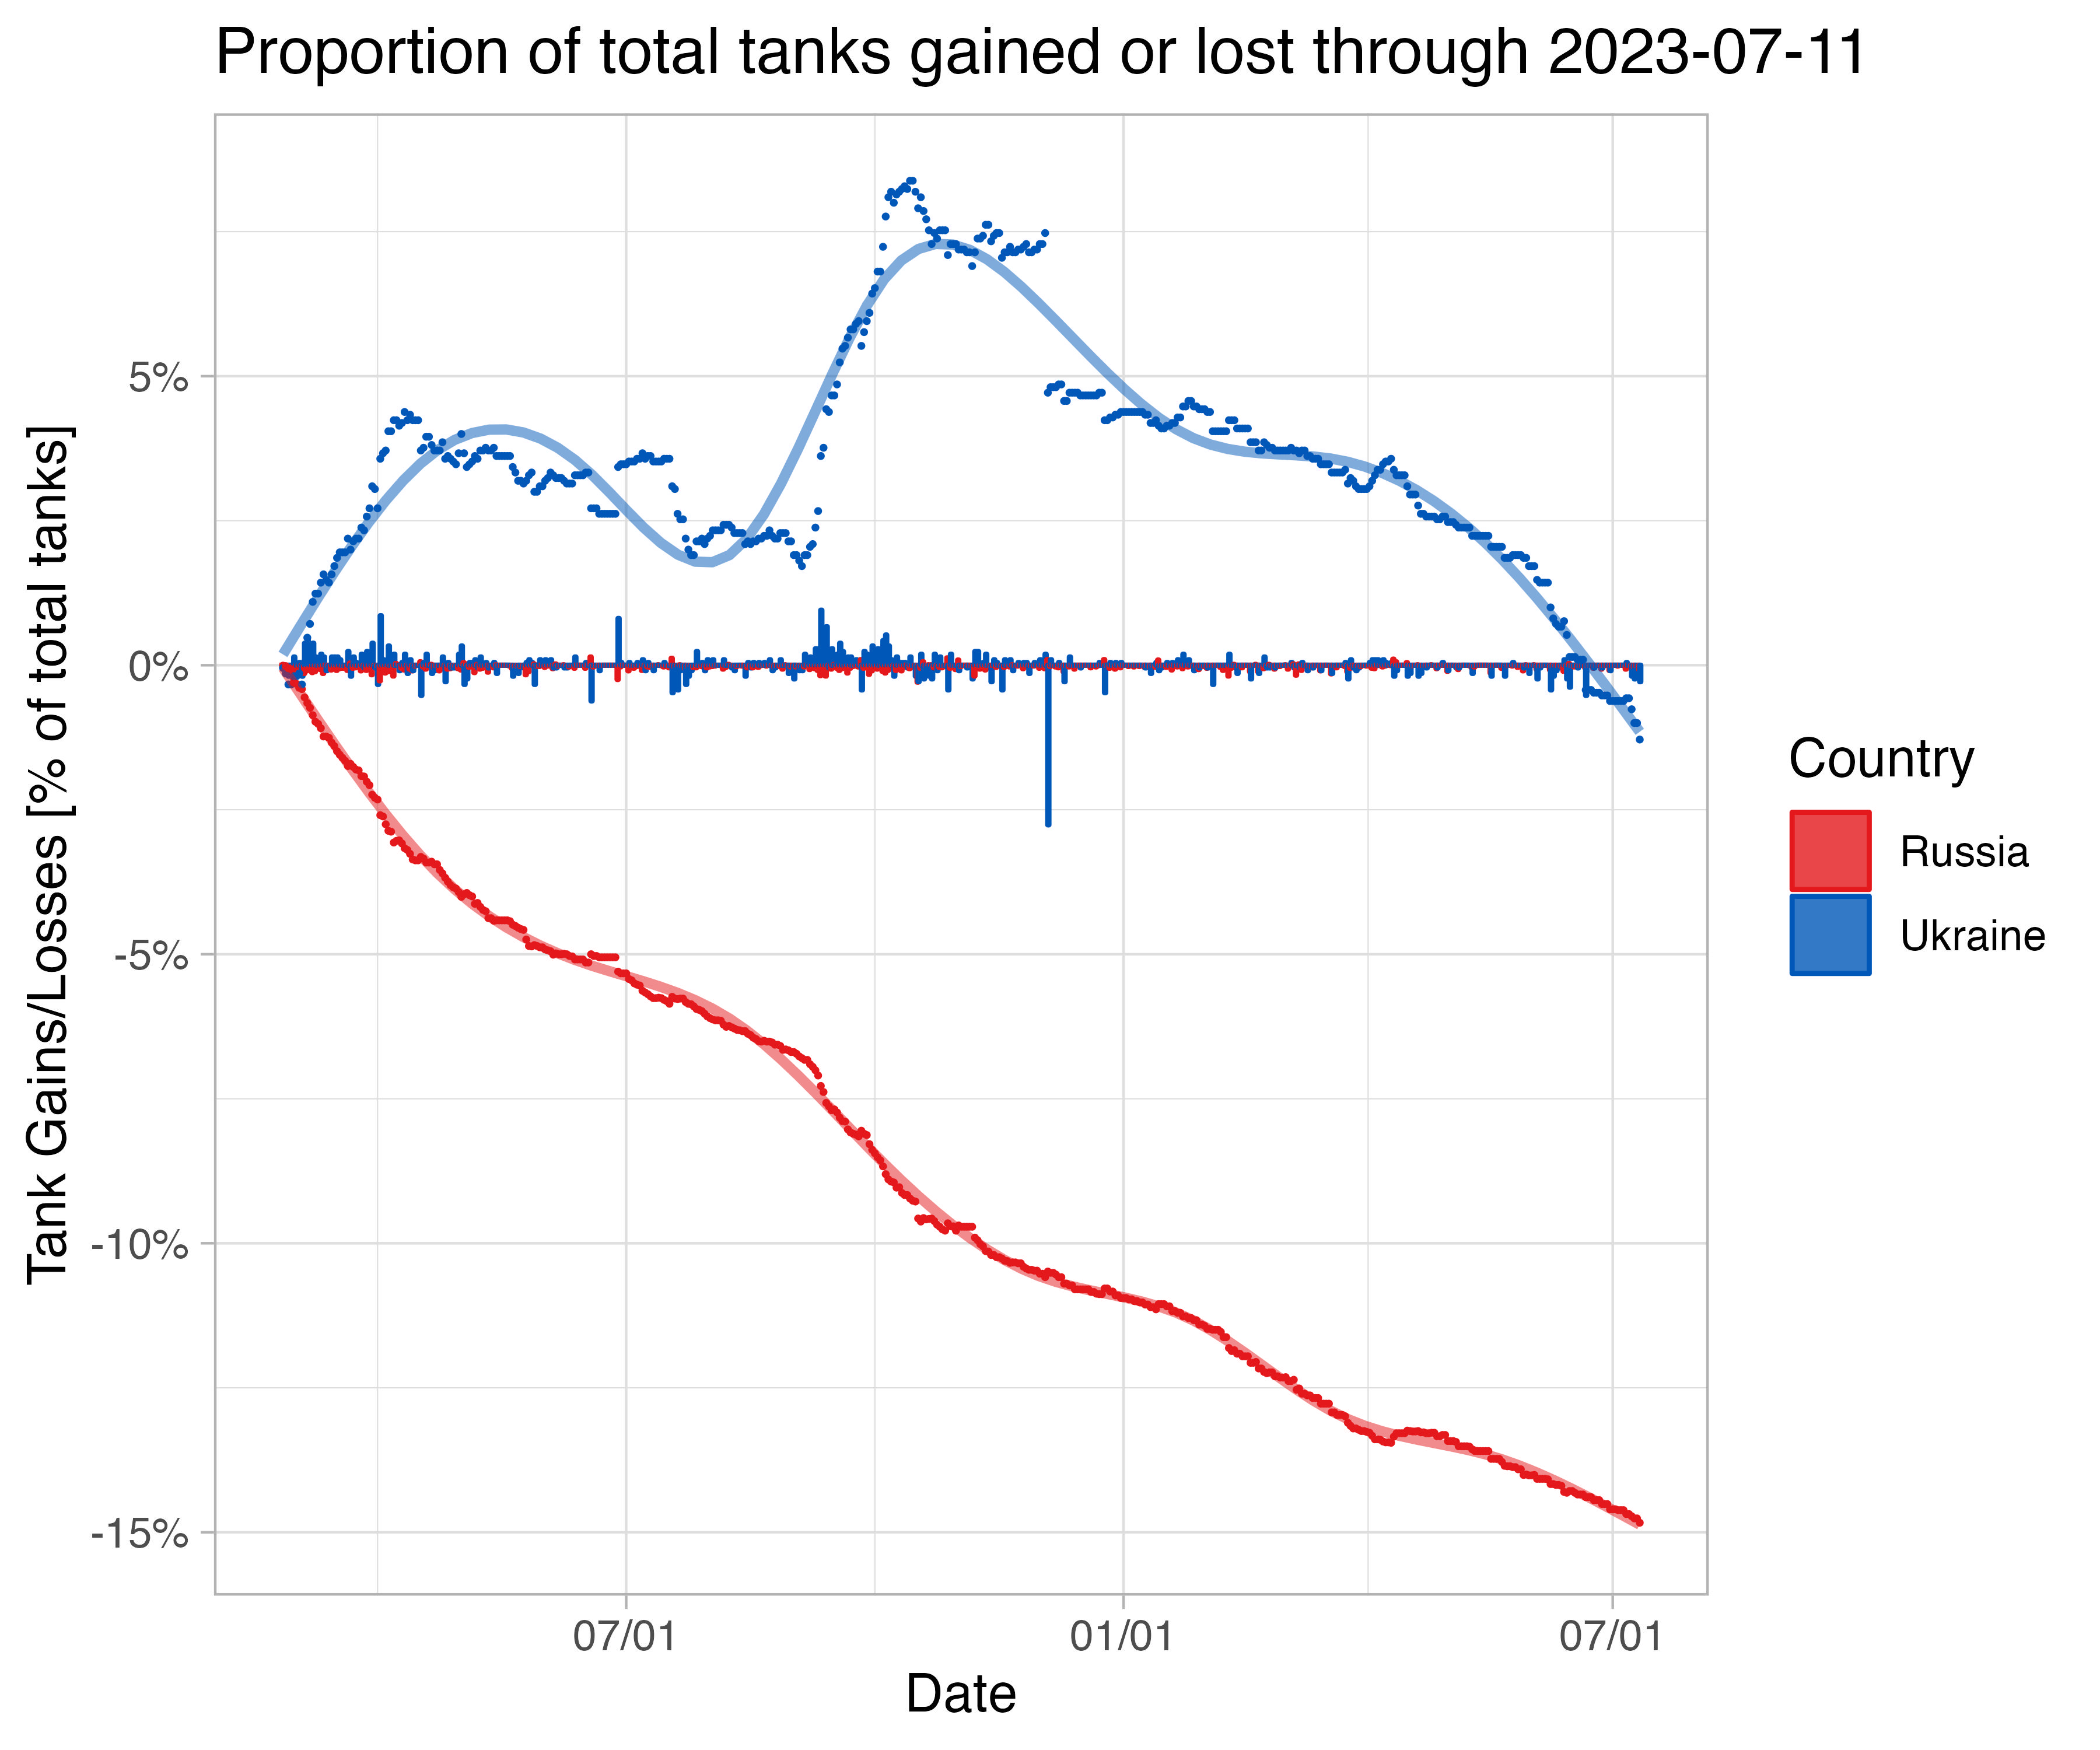 Proportion of total tanks gained or lost through 2023-07-11
Tank Gains/Losses [% of total tanks]
5%
0%
-5%
-10%
-15%
07/01
01/01
07/01
Date
Country
Russia
Ukraine